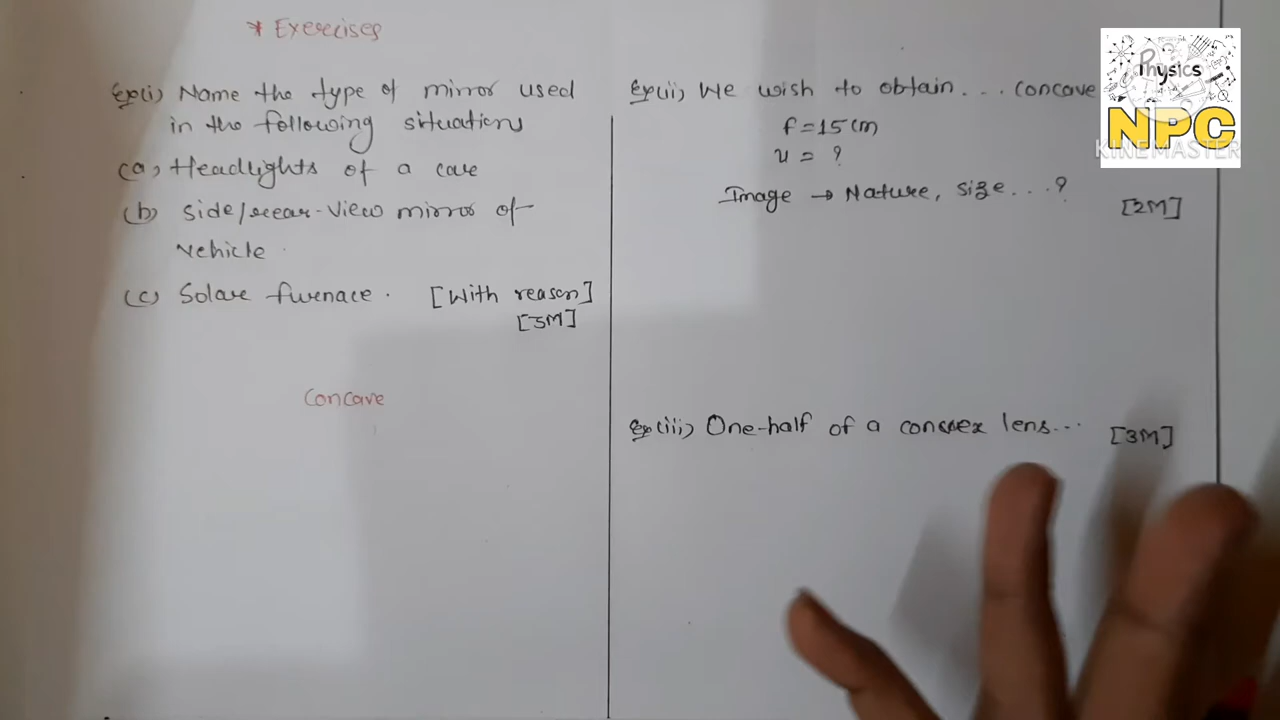 * Exercises
Ex(i) Name the type of mirror used
in the following situations
(a) Headlights of a car
(b) side/rear-view mirror of
vehicle.
(c) Solar furnace. [With reason]
[3M]
Concave
Ex(ii) We wish to obtain... concave
f = 15 cm
u = ?
Image → Nature, size...?
[2M]
Ex(iii) One-half of a convex lens...
[3M]
Physics
NPC
KINEMASTER